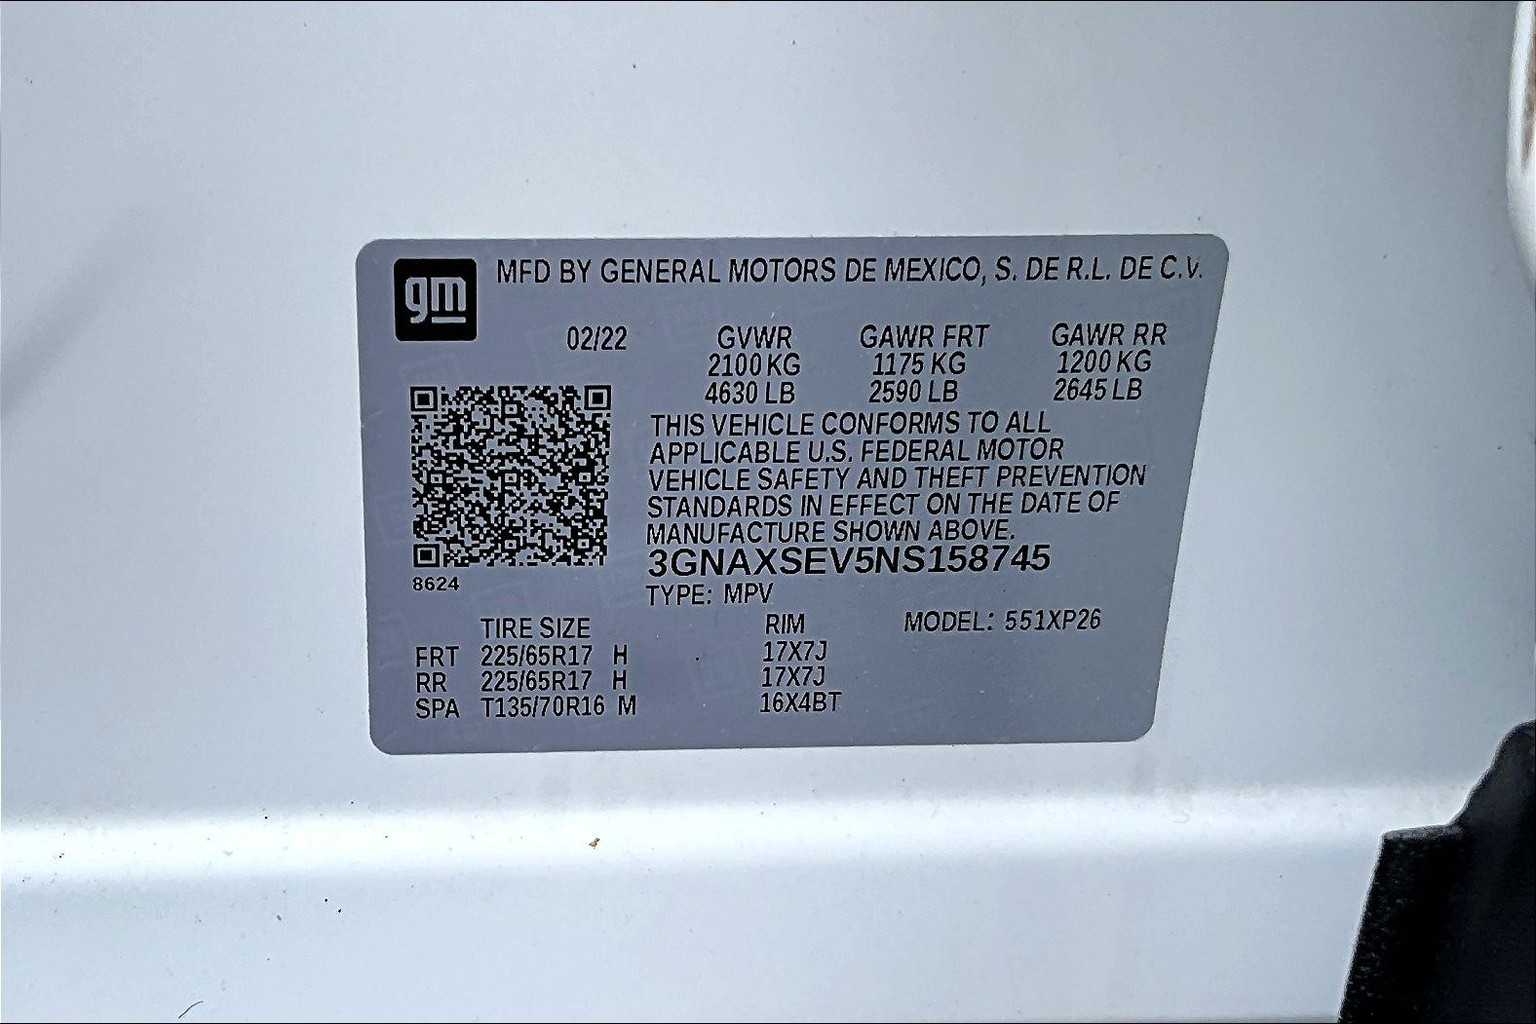 gm MFD BY GENERAL MOTORS DE MEXICO, S. DE R.L. DE C.V.
02/22 GVWR GAWR FRT GAWR RR
2100 KG 1175 KG 1200 KG
4630 LB 2590 LB 2645 LB
THIS VEHICLE CONFORMS TO ALL
APPLICABLE U.S. FEDERAL MOTOR
VEHICLE SAFETY AND THEFT PREVENTION
STANDARDS IN EFFECT ON THE DATE OF
MANUFACTURE SHOWN ABOVE.
3GNAXSEV5NS158745
8624
TYPE: MPV
TIRE SIZE RIM MODEL: 551XP26
FRT 225/65R17 H 17X7J
RR 225/65R17 H 17X7J
SPA T135/70R16 M 16X4BT